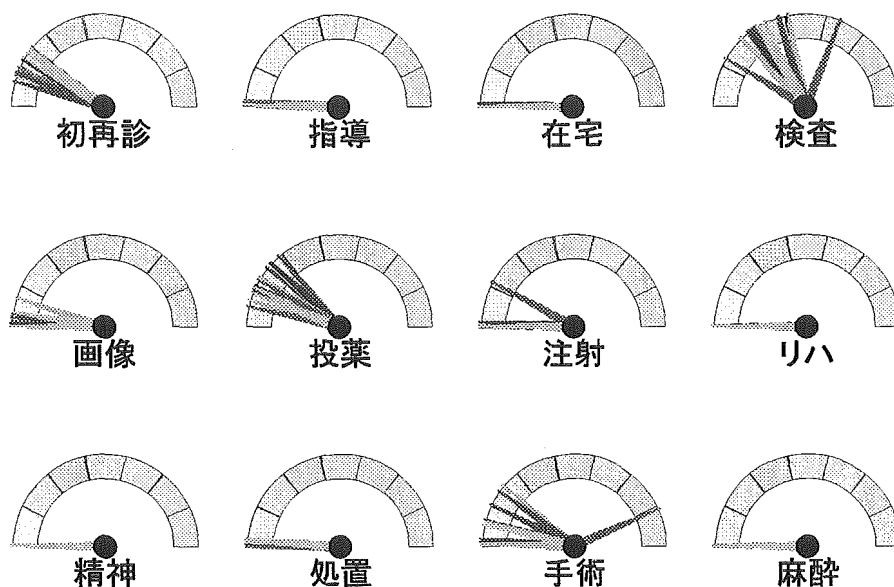 初再診 指導 在宅 検査
画像 投薬 注射 リハ
精神 処置 手術 麻酔